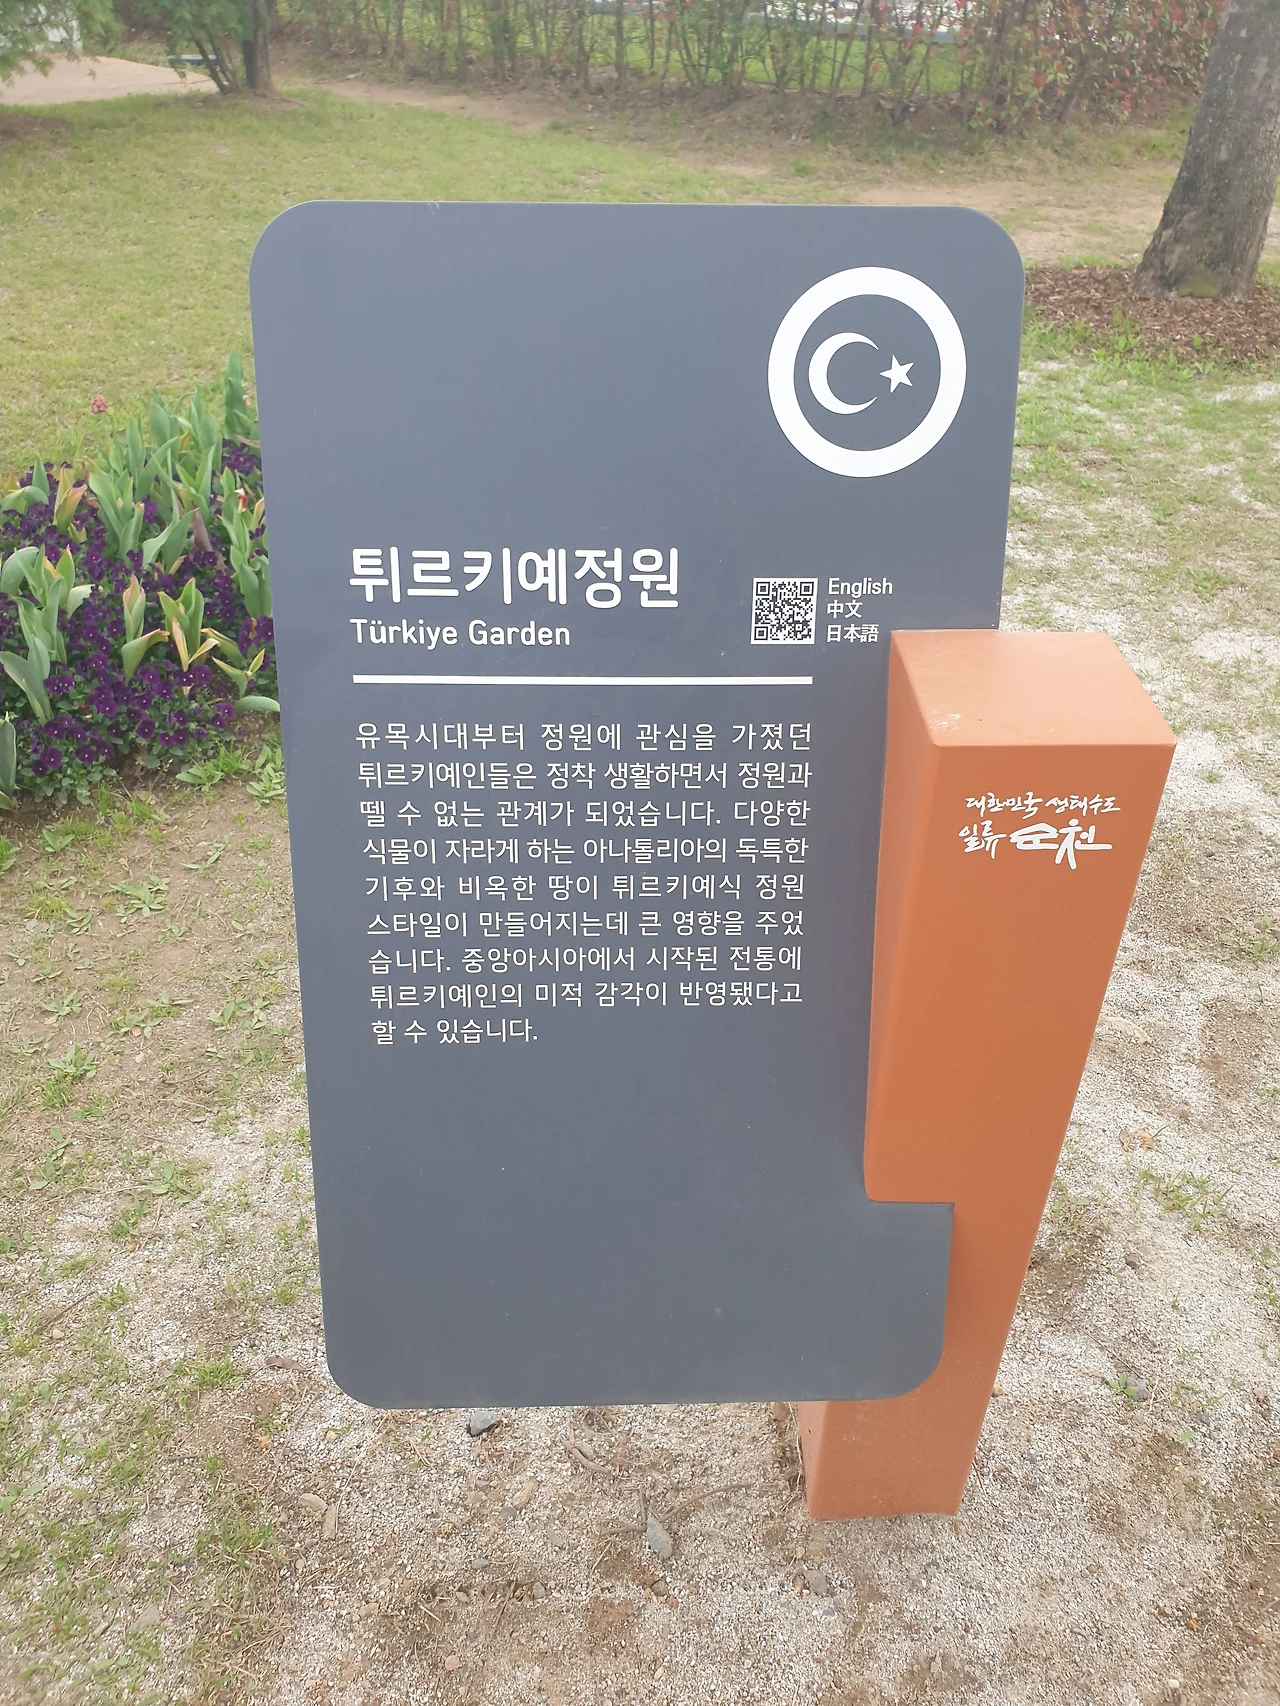 튀르키예정원
Türkiye Garden
English
中文
日本語
유목시대부터 정원에 관심을 가졌던
튀르키예인들은 정착 생활하면서 정원과
뗄 수 없는 관계가 되었습니다. 다양한
식물이 자라게 하는 아나톨리아의 독특한
기후와 비옥한 땅이 튀르키예식 정원
스타일이 만들어지는데 큰 영향을 주었
습니다. 중앙아시아에서 시작된 전통에
튀르키예인의 미적 감각이 반영됐다고
할 수 있습니다.
대한민국 생태수도
일류 순천